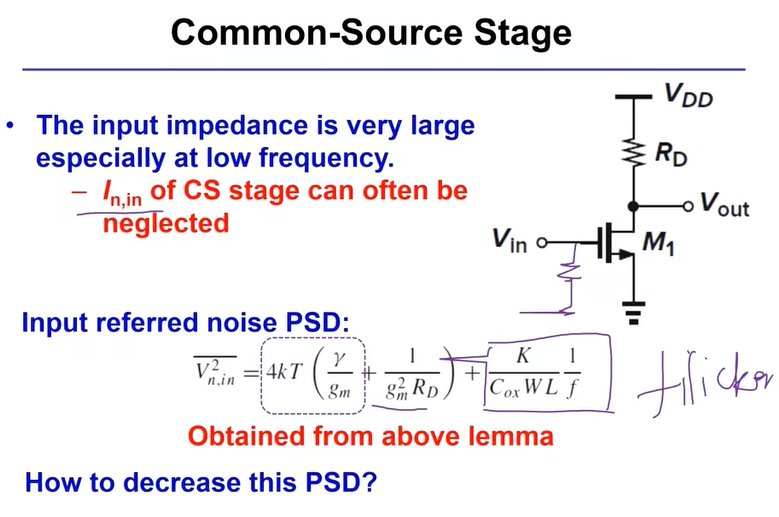 Common-Source Stage
• The input impedance is very large
especially at low frequency.
– I_{n,in} of CS stage can often be
neglected
V_{DD}
R_D
V_{out}
V_{in}
M_1
Input referred noise PSD:
\overline{V_{n,in}^2} = 4kT \left( \frac{\gamma}{g_m} + \frac{1}{g_m^2 R_D} \right) + \frac{K}{C_{ox} W L} \frac{1}{f}
flicker
Obtained from above lemma
How to decrease this PSD?